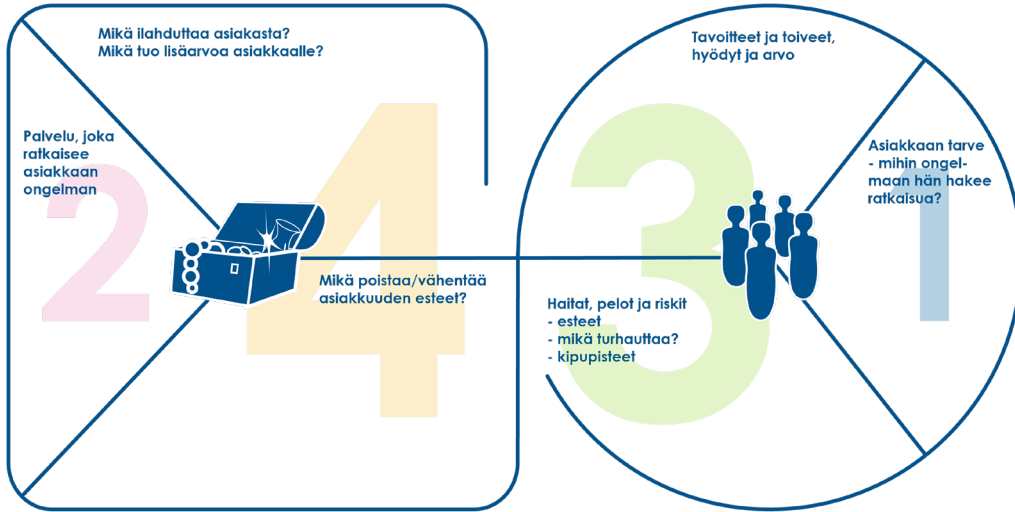 Mikä ilahduttaa asiakasta?
Mikä tuo lisäarvoa asiakkaalle?
Palvelu, joka
ratkaisee
asiakkaan
ongelman
2
4
Mikä poistaa/vähentää
asiakkuuden esteet?
Tavoitteet ja toiveet,
hyödyt ja arvo
3
Haitat, pelot ja riskit
- esteet
- mikä turhauttaa?
- kipupisteet
Asiakkaan tarve
- mihin ongel-
maan hän hakee
ratkaisua?
1